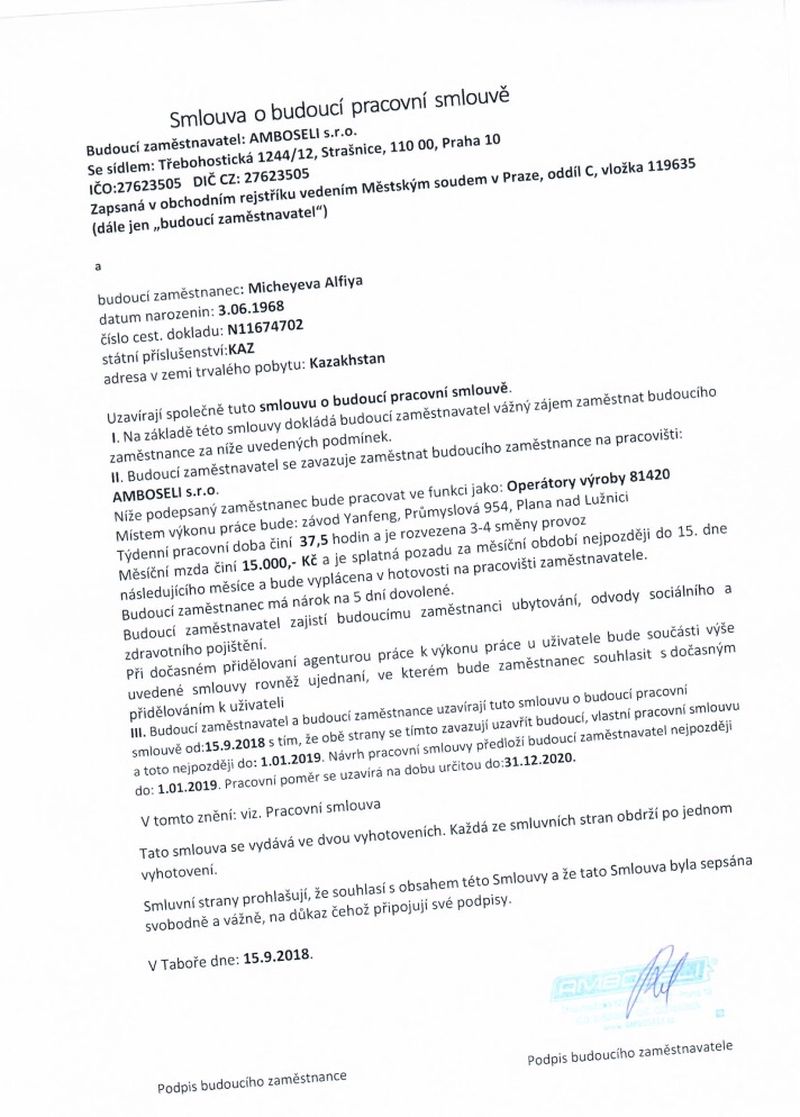 Smlouva o budoucí pracovní smlouvě
Budoucí zaměstnavatel: AMBOSELI s.r.o.
Se sídlem: Třebohostická 1244/12, Strašnice, 110 00, Praha 10
IČO:27623505 DIČ CZ: 27623505
Zapsaná v obchodním rejstříku vedením Městským soudem v Praze, oddíl C, vložka 119635
(dále jen „budoucí zaměstnavatel“)
a
budoucí zaměstnanec: Micheyeva Alfiya
datum narozenin: 3.06.1968
číslo cest. dokladu: N11674702
státní příslušenství:KAZ
adresa v zemi trvalého pobytu: Kazakhstan
Uzavírají společně tuto smlouvu o budoucí pracovní smlouvě.
I. Na základě této smlouvy dokládá budoucí zaměstnavatel vážný zájem zaměstnat budoucího
zaměstnance za níže uvedených podmínek.
II. Budoucí zaměstnavatel se zavazuje zaměstnat budoucího zaměstnance na pracovišti:
AMBOSELI s.r.o.
Níže podepsaný zaměstnanec bude pracovat ve funkci jako: Operátory výroby 81420
Místem výkonu práce bude: závod Yanfeng, Průmyslová 954, Plana nad Lužnici
Týdenní pracovní doba činí 37,5 hodin a je rozvezena 3-4 směny provoz
Měsíční mzda činí 15.000,- Kč a je splatná pozadu za měsíční období nejpozději do 15. dne
následujícího měsíce a bude vyplácena v hotovosti na pracovišti zaměstnavatele.
Budoucí zaměstnanec má nárok na 5 dní dovolené.
Budoucí zaměstnavatel zajistí budoucímu zaměstnanci ubytování, odvody sociálního a
zdravotního pojištění.
Při dočasném přidělovaní agenturou práce k výkonu práce u uživatele bude součásti výše
uvedené smlouvy rovněž ujednaní, ve kterém bude zaměstnanec souhlasit s dočasným
přidělováním k uživateli
III. Budoucí zaměstnavatel a budoucí zaměstnance uzavírají tuto smlouvu o budoucí pracovní
smlouvě od:15.9.2018 s tím, že obě strany se tímto zavazují uzavřít budoucí, vlastní pracovní smlouvu
a toto nejpozději do: 1.01.2019. Návrh pracovní smlouvy předloží budoucí zaměstnavatel nejpozději
do: 1.01.2019. Pracovní poměr se uzavírá na dobu určitou do:31.12.2020.
V tomto znění: viz. Pracovní smlouva
Tato smlouva se vydává ve dvou vyhotoveních. Každá ze smluvních stran obdrží po jednom
vyhotovení.
Smluvní strany prohlašují, že souhlasí s obsahem této Smlouvy a že tato Smlouva byla sepsána
svobodně a vážně, na důkaz čehož připojují své podpisy.
V Taboře dne: 15.9.2018.
AMBOSELI
Podpis budoucího zaměstnance
Podpis budoucího zaměstnavatele